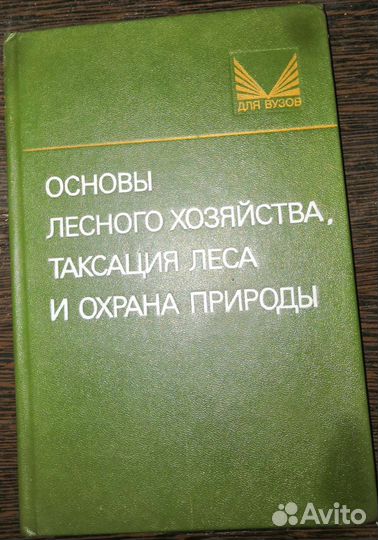 ДЛЯ ВУЗОВ
ОСНОВЫ
ЛЕСНОГО ХОЗЯЙСТВА,
ТАКСАЦИЯ ЛЕСА
И ОХРАНА ПРИРОДЫ
Avito